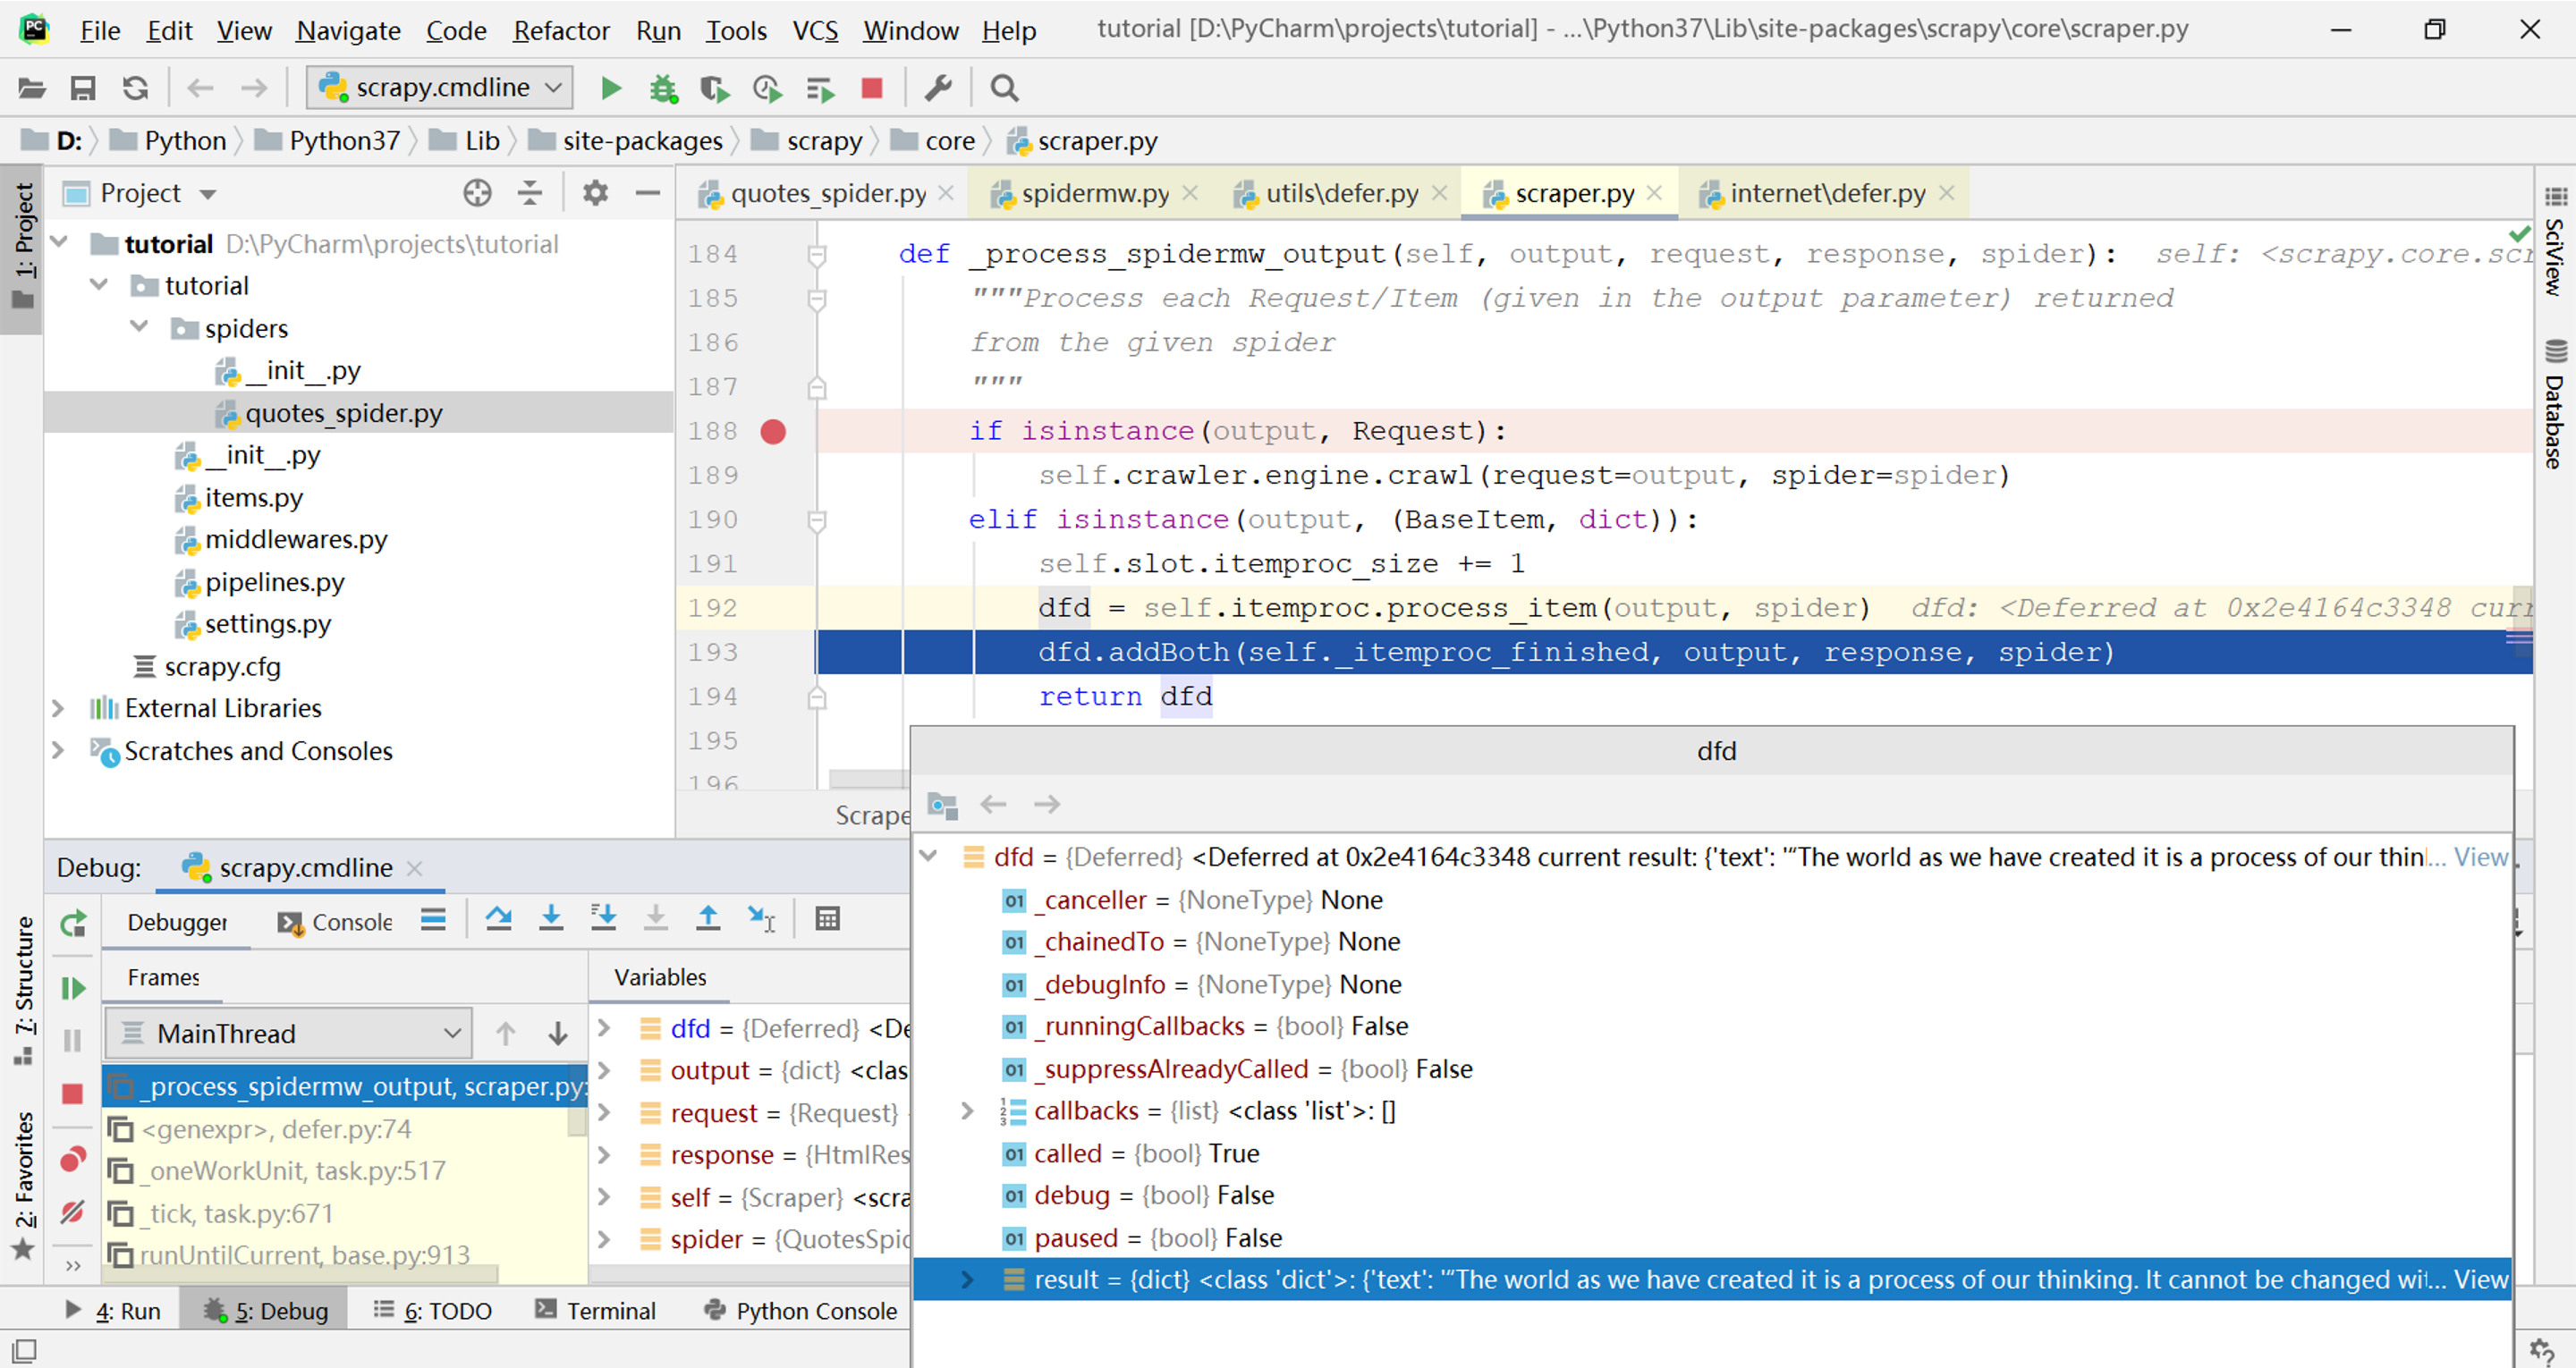 File Edit View Navigate Code Refactor Run Tools VCS Window Help tutorial [D:\PyCharm\projects\tutorial] - ...\Python37\Lib\site-packages\scrapy\core\scraper.py
scrapy.cmdline
D: Python Python37 Lib site-packages scrapy core scraper.py
1: Project
7: Structure
2: Favorites
Project
tutorial D:\PyCharm\projects\tutorial
tutorial
spiders
__init__.py
quotes_spider.py
__init__.py
items.py
middlewares.py
pipelines.py
settings.py
scrapy.cfg
External Libraries
Scratches and Consoles
quotes_spider.py spidermw.py utils\defer.py scraper.py internet\defer.py
184 def _process_spidermw_output(self, output, request, response, spider): self: <scrapy.core.scr
185 """Process each Request/Item (given in the output parameter) returned
186 from the given spider
187 """
188 if isinstance(output, Request):
189 self.crawler.engine.crawl(request=output, spider=spider)
190 elif isinstance(output, (BaseItem, dict)):
191 self.slot.itemproc_size += 1
192 dfd = self.itemproc.process_item(output, spider) dfd: <Deferred at 0x2e4164c3348 curr
193 dfd.addBoth(self._itemproc_finished, output, response, spider)
194 return dfd
195
196
Scrape
SciView
Database
Debug: scrapy.cmdline
Debugger Console
Frames
MainThread
_process_spidermw_output, scraper.py:
<genexpr>, defer.py:74
_oneWorkUnit, task.py:517
_tick, task.py:671
runUntilCurrent, base.py:913
Variables
dfd = {Deferred} <De
output = {dict} <clas
request = {Request}
response = {HtmlRes
self = {Scraper} <scra
spider = {QuotesSpic
dfd
dfd = {Deferred} <Deferred at 0x2e4164c3348 current result: {'text': '“The world as we have created it is a process of our thin... View
_canceller = {NoneType} None
_chainedTo = {NoneType} None
_debugInfo = {NoneType} None
_runningCallbacks = {bool} False
_suppressAlreadyCalled = {bool} False
callbacks = {list} <class 'list'>: []
called = {bool} True
debug = {bool} False
paused = {bool} False
result = {dict} <class 'dict'>: {'text': '“The world as we have created it is a process of our thinking. It cannot be changed wit... View
4: Run 5: Debug 6: TODO Terminal Python Console